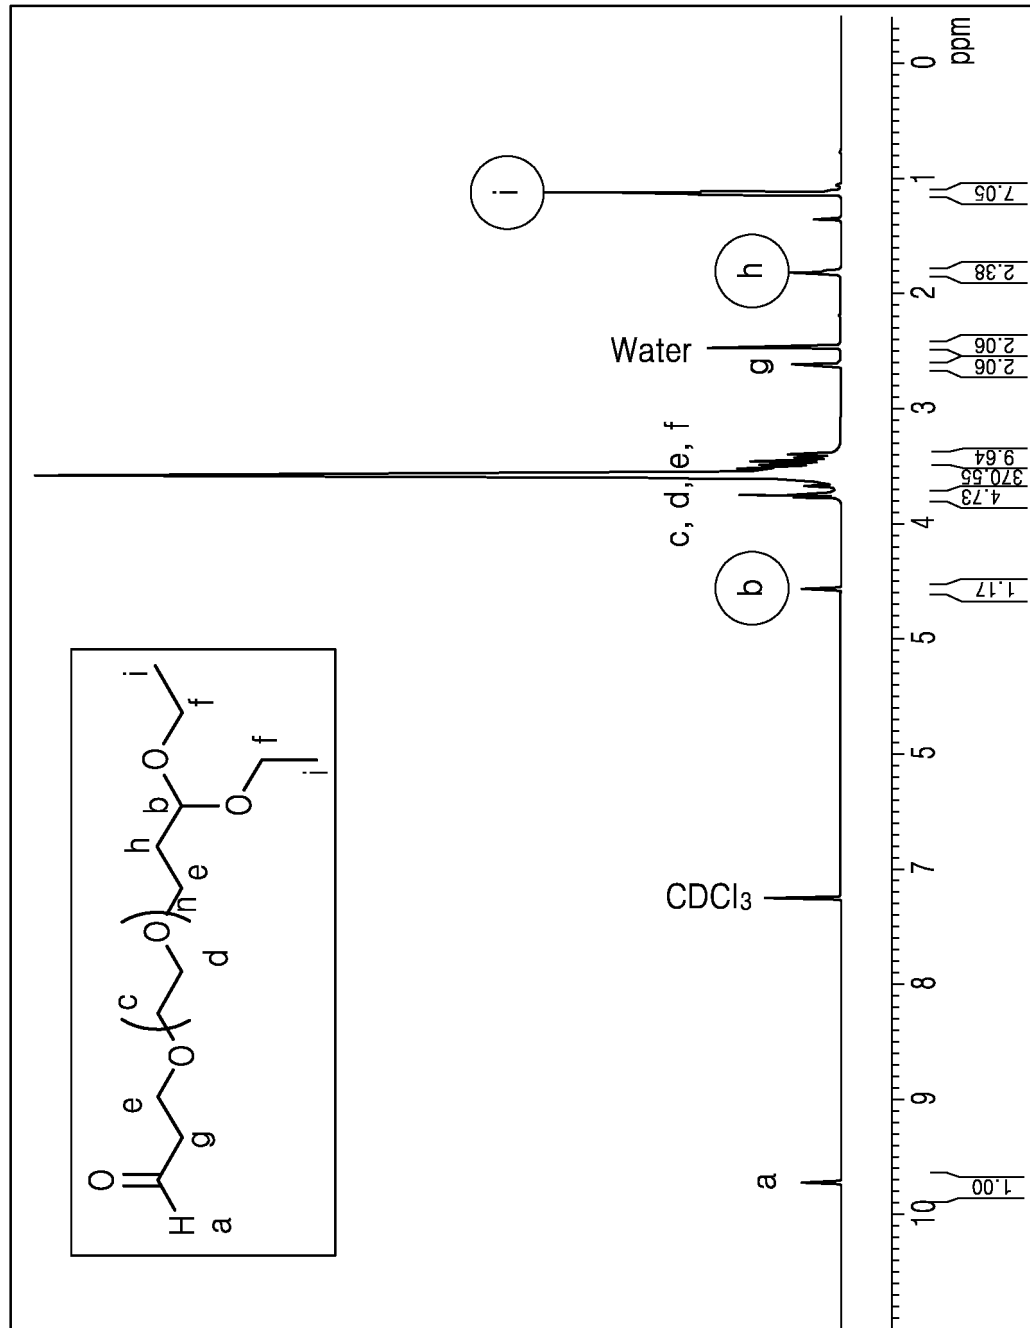 O
H
a
g
e
O
(
c
d
O
)
n
e
h
b
O
f
i
O
f
i
a
CDCl₃
b
c, d, e, f
g
Water
h
i
10 9 8 7 5 5 4 3 2 1 0
ppm
1.00
1.17
4.73
370.55
9.64
2.06
2.06
2.38
7.05